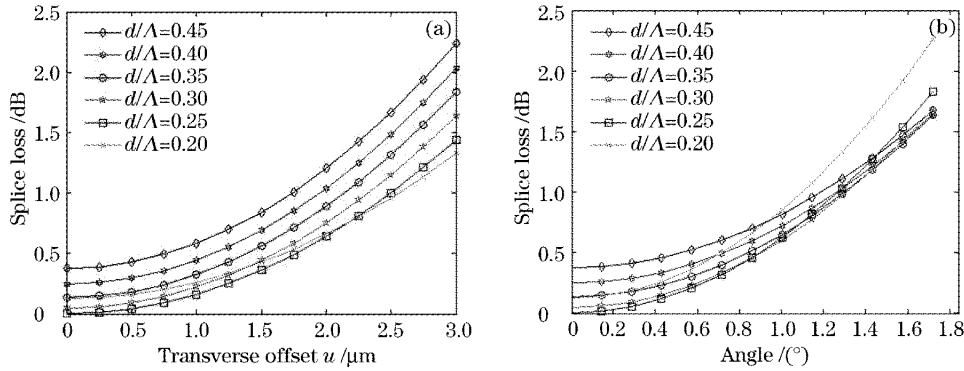 2.5
2.0
1.5
1.0
0.5
0
Splice loss /dB
(a)
d/Λ=0.45
d/Λ=0.40
d/Λ=0.35
d/Λ=0.30
d/Λ=0.25
d/Λ=0.20
0 0.5 1.0 1.5 2.0 2.5 3.0
Transverse offset u /μm
2.5
2.0
1.5
1.0
0.5
0
Splice loss /dB
(b)
d/Λ=0.45
d/Λ=0.40
d/Λ=0.35
d/Λ=0.30
d/Λ=0.25
d/Λ=0.20
0 0.2 0.4 0.6 0.8 1.0 1.2 1.4 1.6 1.8
Angle /(°)